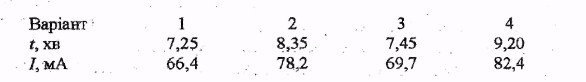 Варіант 1 2 3 4
t, хв 7,25 8,35 7,45 9,20
I, мА 66,4 78,2 69,7 82,4